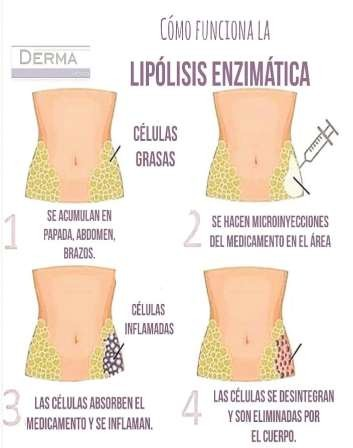 CÓMO FUNCIONA LA
DERMA
LIPÓLISIS ENZIMÁTICA
CÉLULAS
GRASAS
1
SE ACUMULAN EN
PAPADA, ABDOMEN,
BRAZOS.
2
SE HACEN MICROINYECCIONES
DEL MEDICAMENTO EN EL ÁREA
CÉLULAS
INFLAMADAS
3
LAS CÉLULAS ABSORBEN EL
MEDICAMENTO Y SE INFLAMAN.
4
LAS CÉLULAS SE DESINTEGRAN
Y SON ELIMINADAS POR
EL CUERPO.